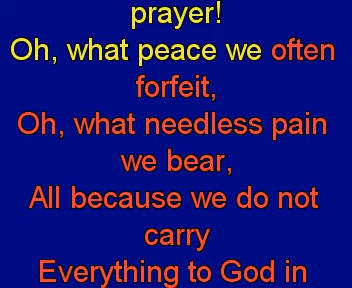 prayer!
Oh, what peace we often
forfeit,
Oh, what needless pain
we bear,
All because we do not
carry
Everything to God in